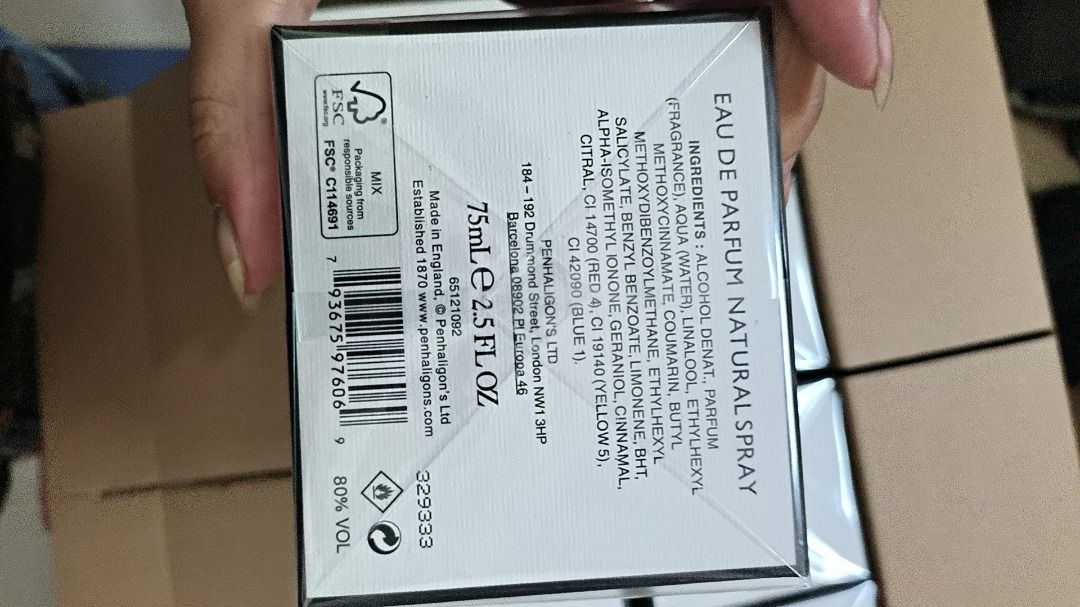 EAU DE PARFUM NATURAL SPRAY
INGREDIENTS : ALCOHOL DENAT., PARFUM
(FRAGRANCE), AQUA (WATER), LINALOOL, ETHYLHEXYL
METHOXYCINNAMATE, COUMARIN, BUTYL
METHOXYDIBENZOYLMETHANE, ETHYLHEXYL
SALICYLATE, BENZYL BENZOATE, LIMONENE, BHT,
ALPHA-ISOMETHYL IONONE, GERANIOL, CINNAMAL,
CITRAL, CI 14700 (RED 4), CI 19140 (YELLOW 5),
CI 42090 (BLUE 1).
PENHALIGON'S LTD
184 – 192 Drummond Street, London NW1 3HP
Barcelona 08902 Pl Europa 46
75mL e 2.5 FL OZ
65121092
Made in England, © Penhaligon's Ltd
Established 1870 www.penhaligons.com
329333
FSC®
www.fsc.org
MIX
Packaging from
responsible sources
FSC® C114691
7 93675 97606 9
80% VOL